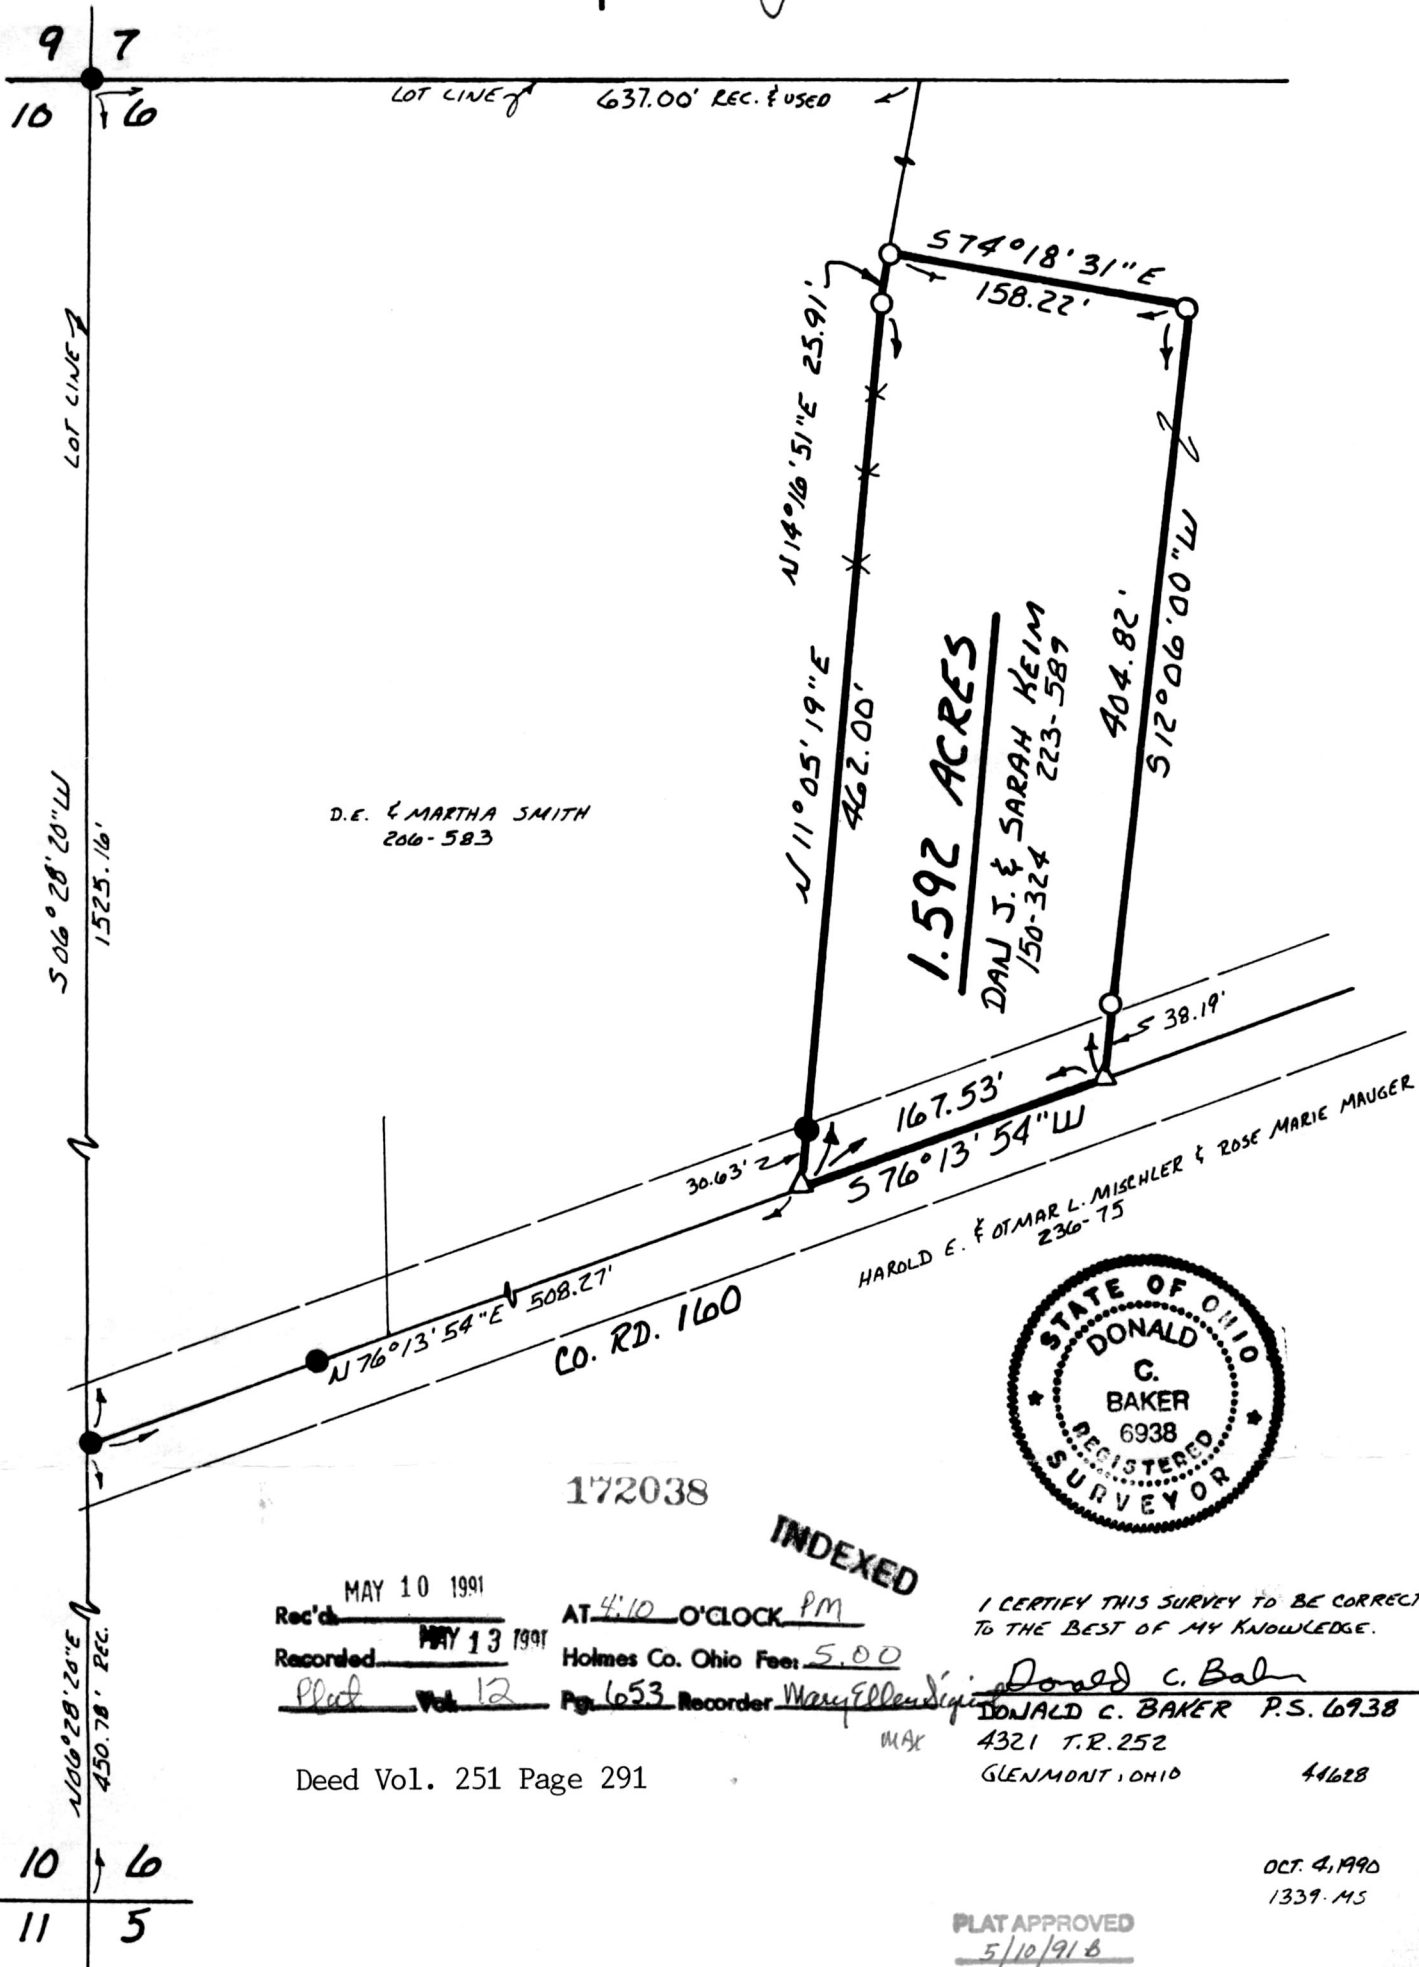 9 7
10 6
LOT LINE 637.00' REC. & USED
S 74° 18' 31" E
158.22'
N 14° 16' 51" E 25.91'
LOT LINE
N 11° 05' 19" E
462.00'
1.592 ACRES
DAN J. & SARAH KEIM
150-324 223-589
404.82'
S 12° 06' 00" W
S 06° 28' 20" W
1525.16'
D.E. & MARTHA SMITH
206-583
38.19'
167.53'
S 76° 13' 54" W
30.63'
HAROLD E. & OTMAR L. MISCHLER & ROSE MARIE MAUGER
236-75
N 76° 13' 54" E 508.27'
CO. RD. 160
STATE OF OHIO
DONALD
C.
BAKER
6938
REGISTERED
SURVEYOR
172038
INDEXED
Rec'd MAY 10 1991 AT 4:10 O'CLOCK PM
Recorded MAY 13 1991 Holmes Co. Ohio Fee: 5.00
Plat Vol. 12 Pg. 653 Recorder Mary Ellen
MAK
Deed Vol. 251 Page 291
I CERTIFY THIS SURVEY TO BE CORRECT
TO THE BEST OF MY KNOWLEDGE.
Donald C. Baker
DONALD C. BAKER P.S. 6938
4321 T.R. 252
GLENMONT, OHIO 44628
N 06° 28' 20" E
450.78' REC.
10 6
11 5
OCT. 4, 1990
1339-MS
PLAT APPROVED
5/10/91 B